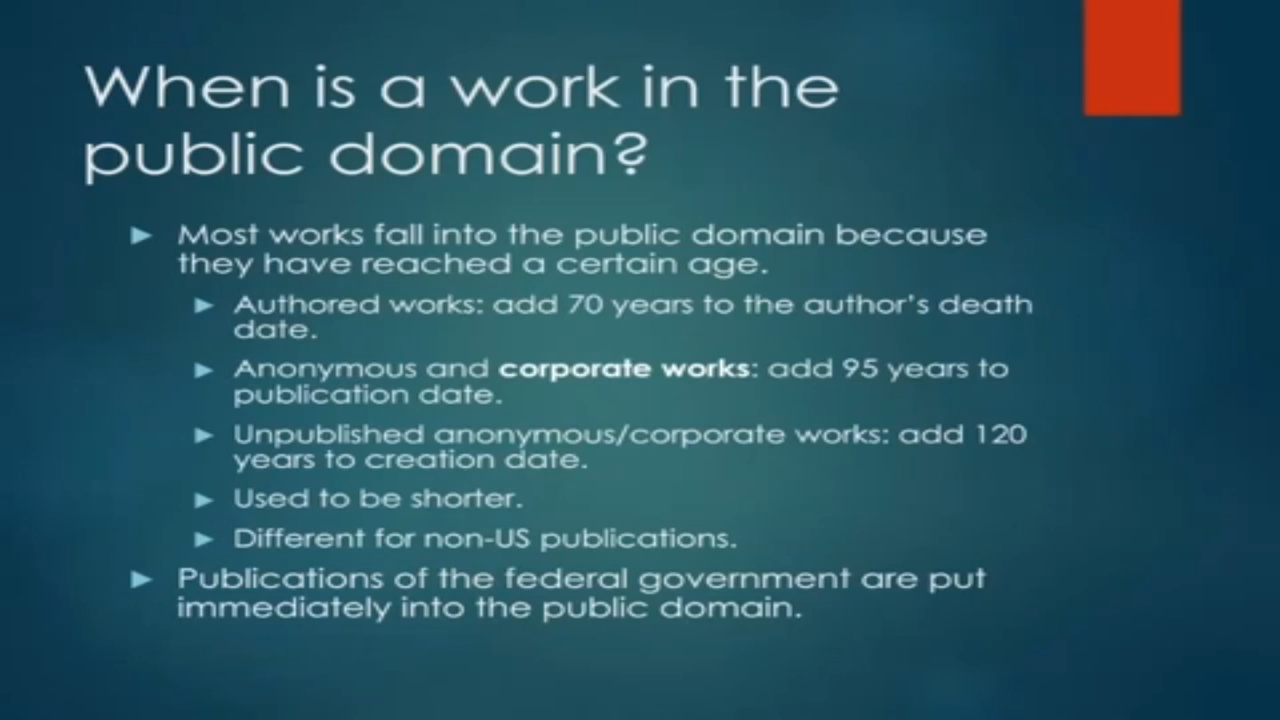 When is a work in the
public domain?
Most works fall into the public domain because
they have reached a certain age.
Authored works: add 70 years to the author's death
date.
Anonymous and corporate works: add 95 years to
publication date.
Unpublished anonymous/corporate works: add 120
years to creation date.
Used to be shorter.
Different for non-US publications.
Publications of the federal government are put
immediately into the public domain.